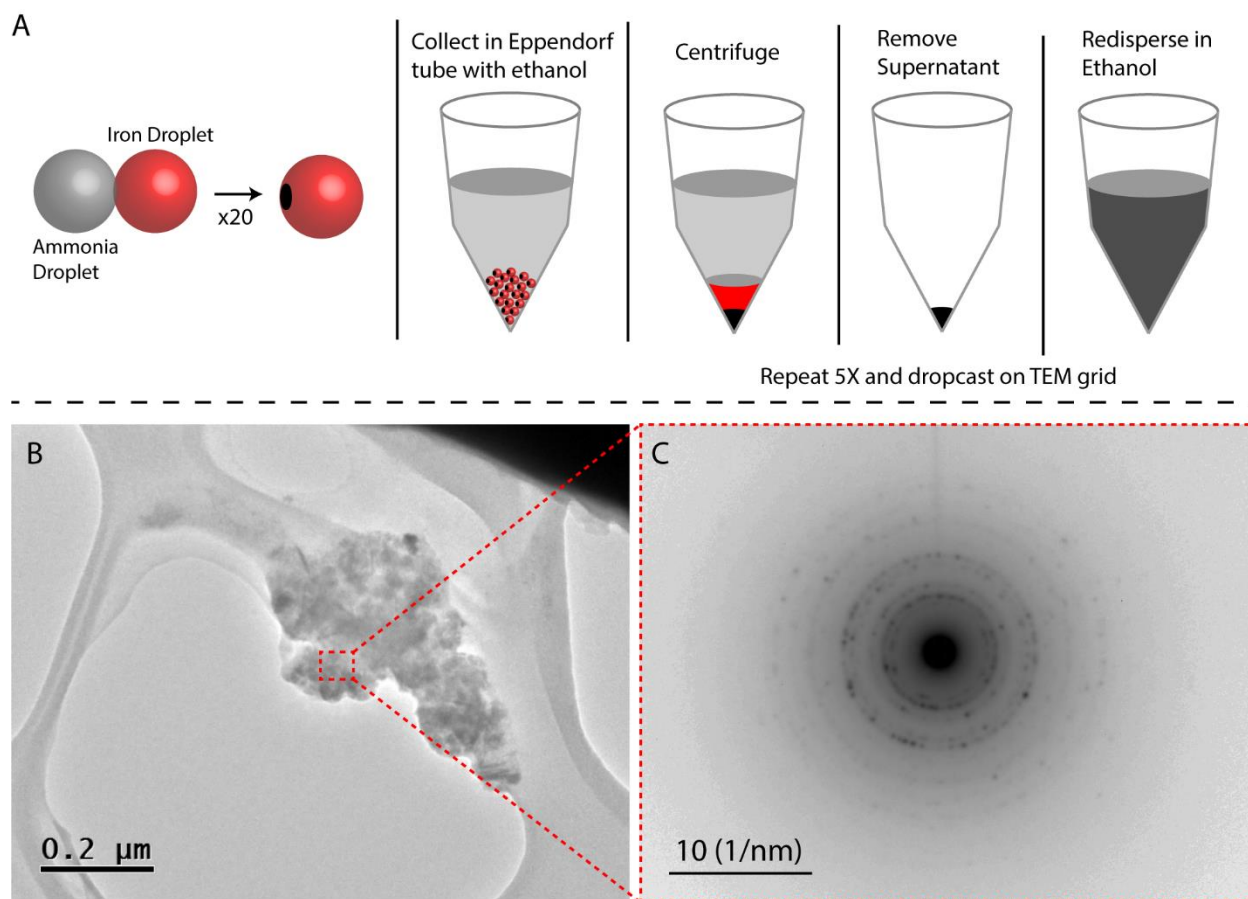 A
Iron Droplet
x20
Ammonia
Droplet
Collect in Eppendorf
tube with ethanol
Centrifuge
Remove
Supernatant
Redisperse in
Ethanol
Repeat 5X and dropcast on TEM grid
B
0.2 µm
C
10 (1/nm)